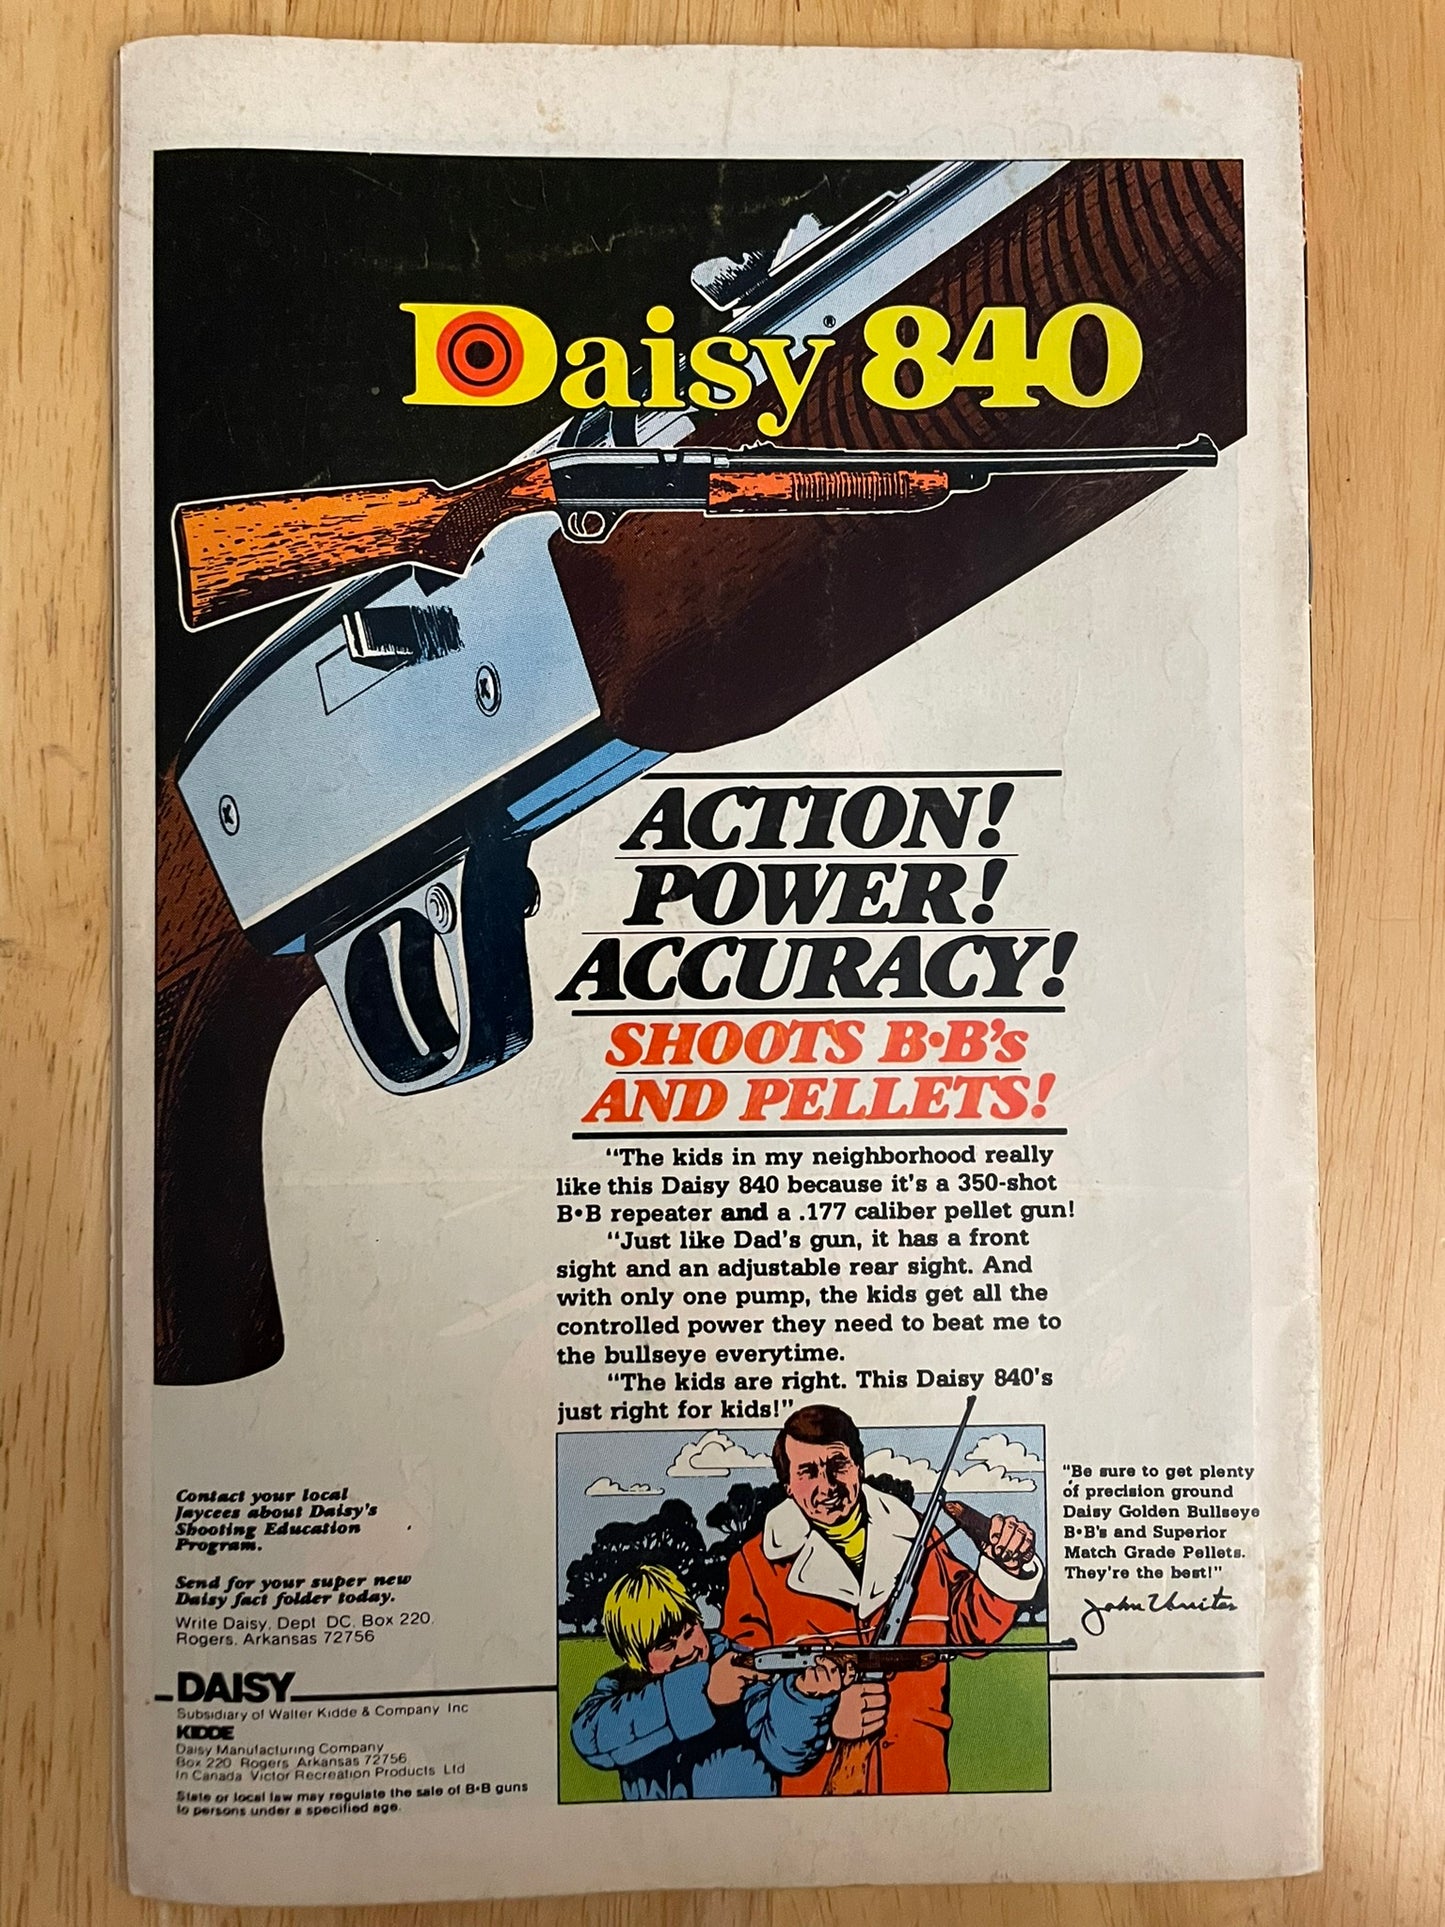 Daisy® 840
ACTION!
POWER!
ACCURACY!
SHOOTS B•B's
AND PELLETS!
"The kids in my neighborhood really
like this Daisy 840 because it's a 350-shot
B•B repeater and a .177 caliber pellet gun!
"Just like Dad's gun, it has a front
sight and an adjustable rear sight. And
with only one pump, the kids get all the
controlled power they need to beat me to
the bullseye everytime.
"The kids are right. This Daisy 840's
just right for kids!"
"Be sure to get plenty
of precision ground
Daisy Golden Bullseye
B•B's and Superior
Match Grade Pellets.
They're the best!"
Contact your local
Jaycees about Daisy's
Shooting Education
Program.
Send for your super new
Daisy fact folder today.
Write Daisy, Dept DC, Box 220,
Rogers, Arkansas 72756
DAISY
Subsidiary of Walter Kidde & Company Inc
KIDDE
Daisy Manufacturing Company
Box 220 Rogers Arkansas 72756
In Canada Victor Recreation Products Ltd
State or local law may regulate the sale of B•B guns
to persons under a specified age.